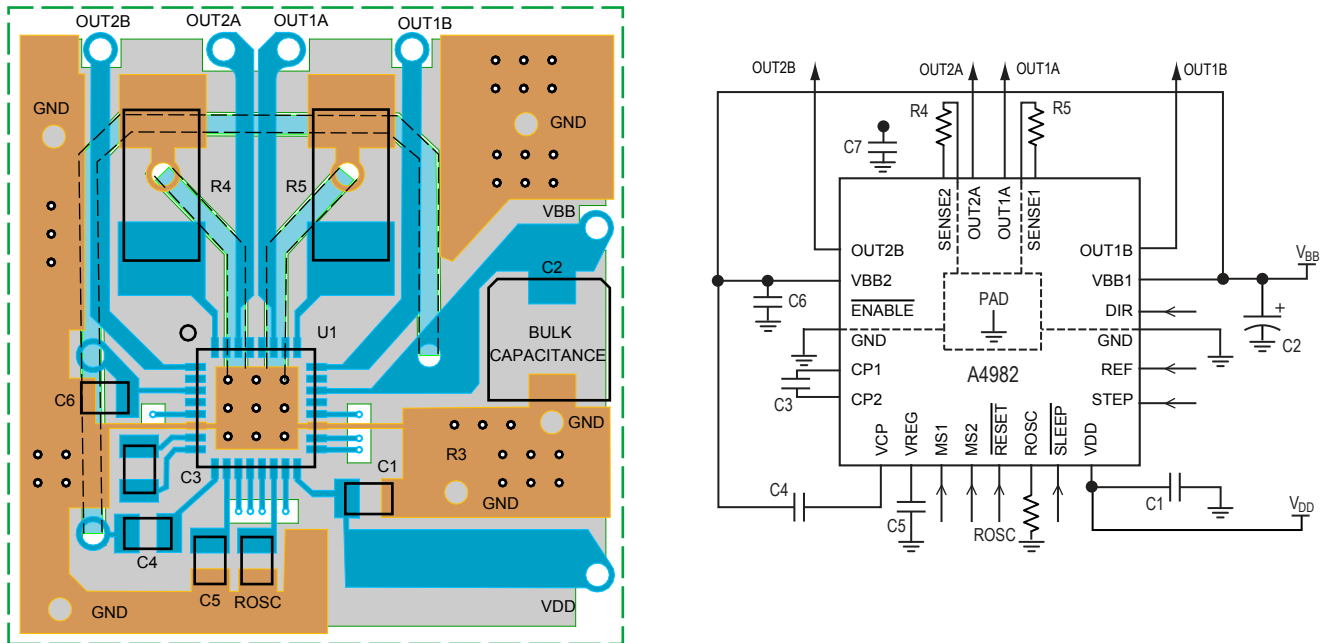 OUT2B
OUT2A
OUT1A
OUT1B
GND
GND
R4
R5
VBB
C2
U1
BULK
CAPACITANCE
C6
GND
C3
R3
C1
GND
C4
C5
ROSC
GND
VDD
OUT2B
OUT2A
OUT1A
OUT1B
R4
R5
C7
SENSE2
OUT2A
OUT1A
SENSE1
OUT2B
OUT1B
VBB2
VBB1
VBB
C6
PAD
ENABLE
DIR
+
GND
GND
C2
CP1
A4982
REF
C3
CP2
STEP
VCP
VREG
MS1
MS2
RESET
ROSC
SLEEP
VDD
C4
C5
C1
VDD
ROSC